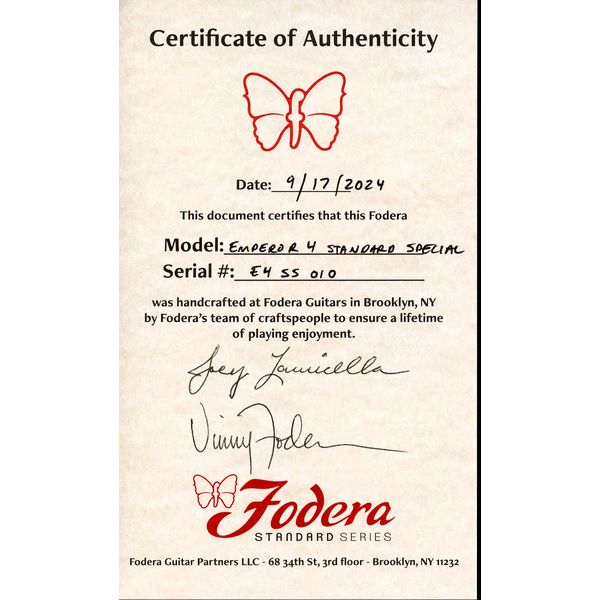 Certificate of Authenticity
Date: 9/17/2024
This document certifies that this Fodera
Model: EMPEROR 4 STANDARD SPECIAL
Serial #: E4 SS 010
was handcrafted at Fodera Guitars in Brooklyn, NY
by Fodera's team of craftspeople to ensure a lifetime
of playing enjoyment.
Joey Lauricella
Vinny Fodera
Fodera
STANDARD SERIES
Fodera Guitar Partners LLC - 68 34th St, 3rd floor - Brooklyn, NY 11232